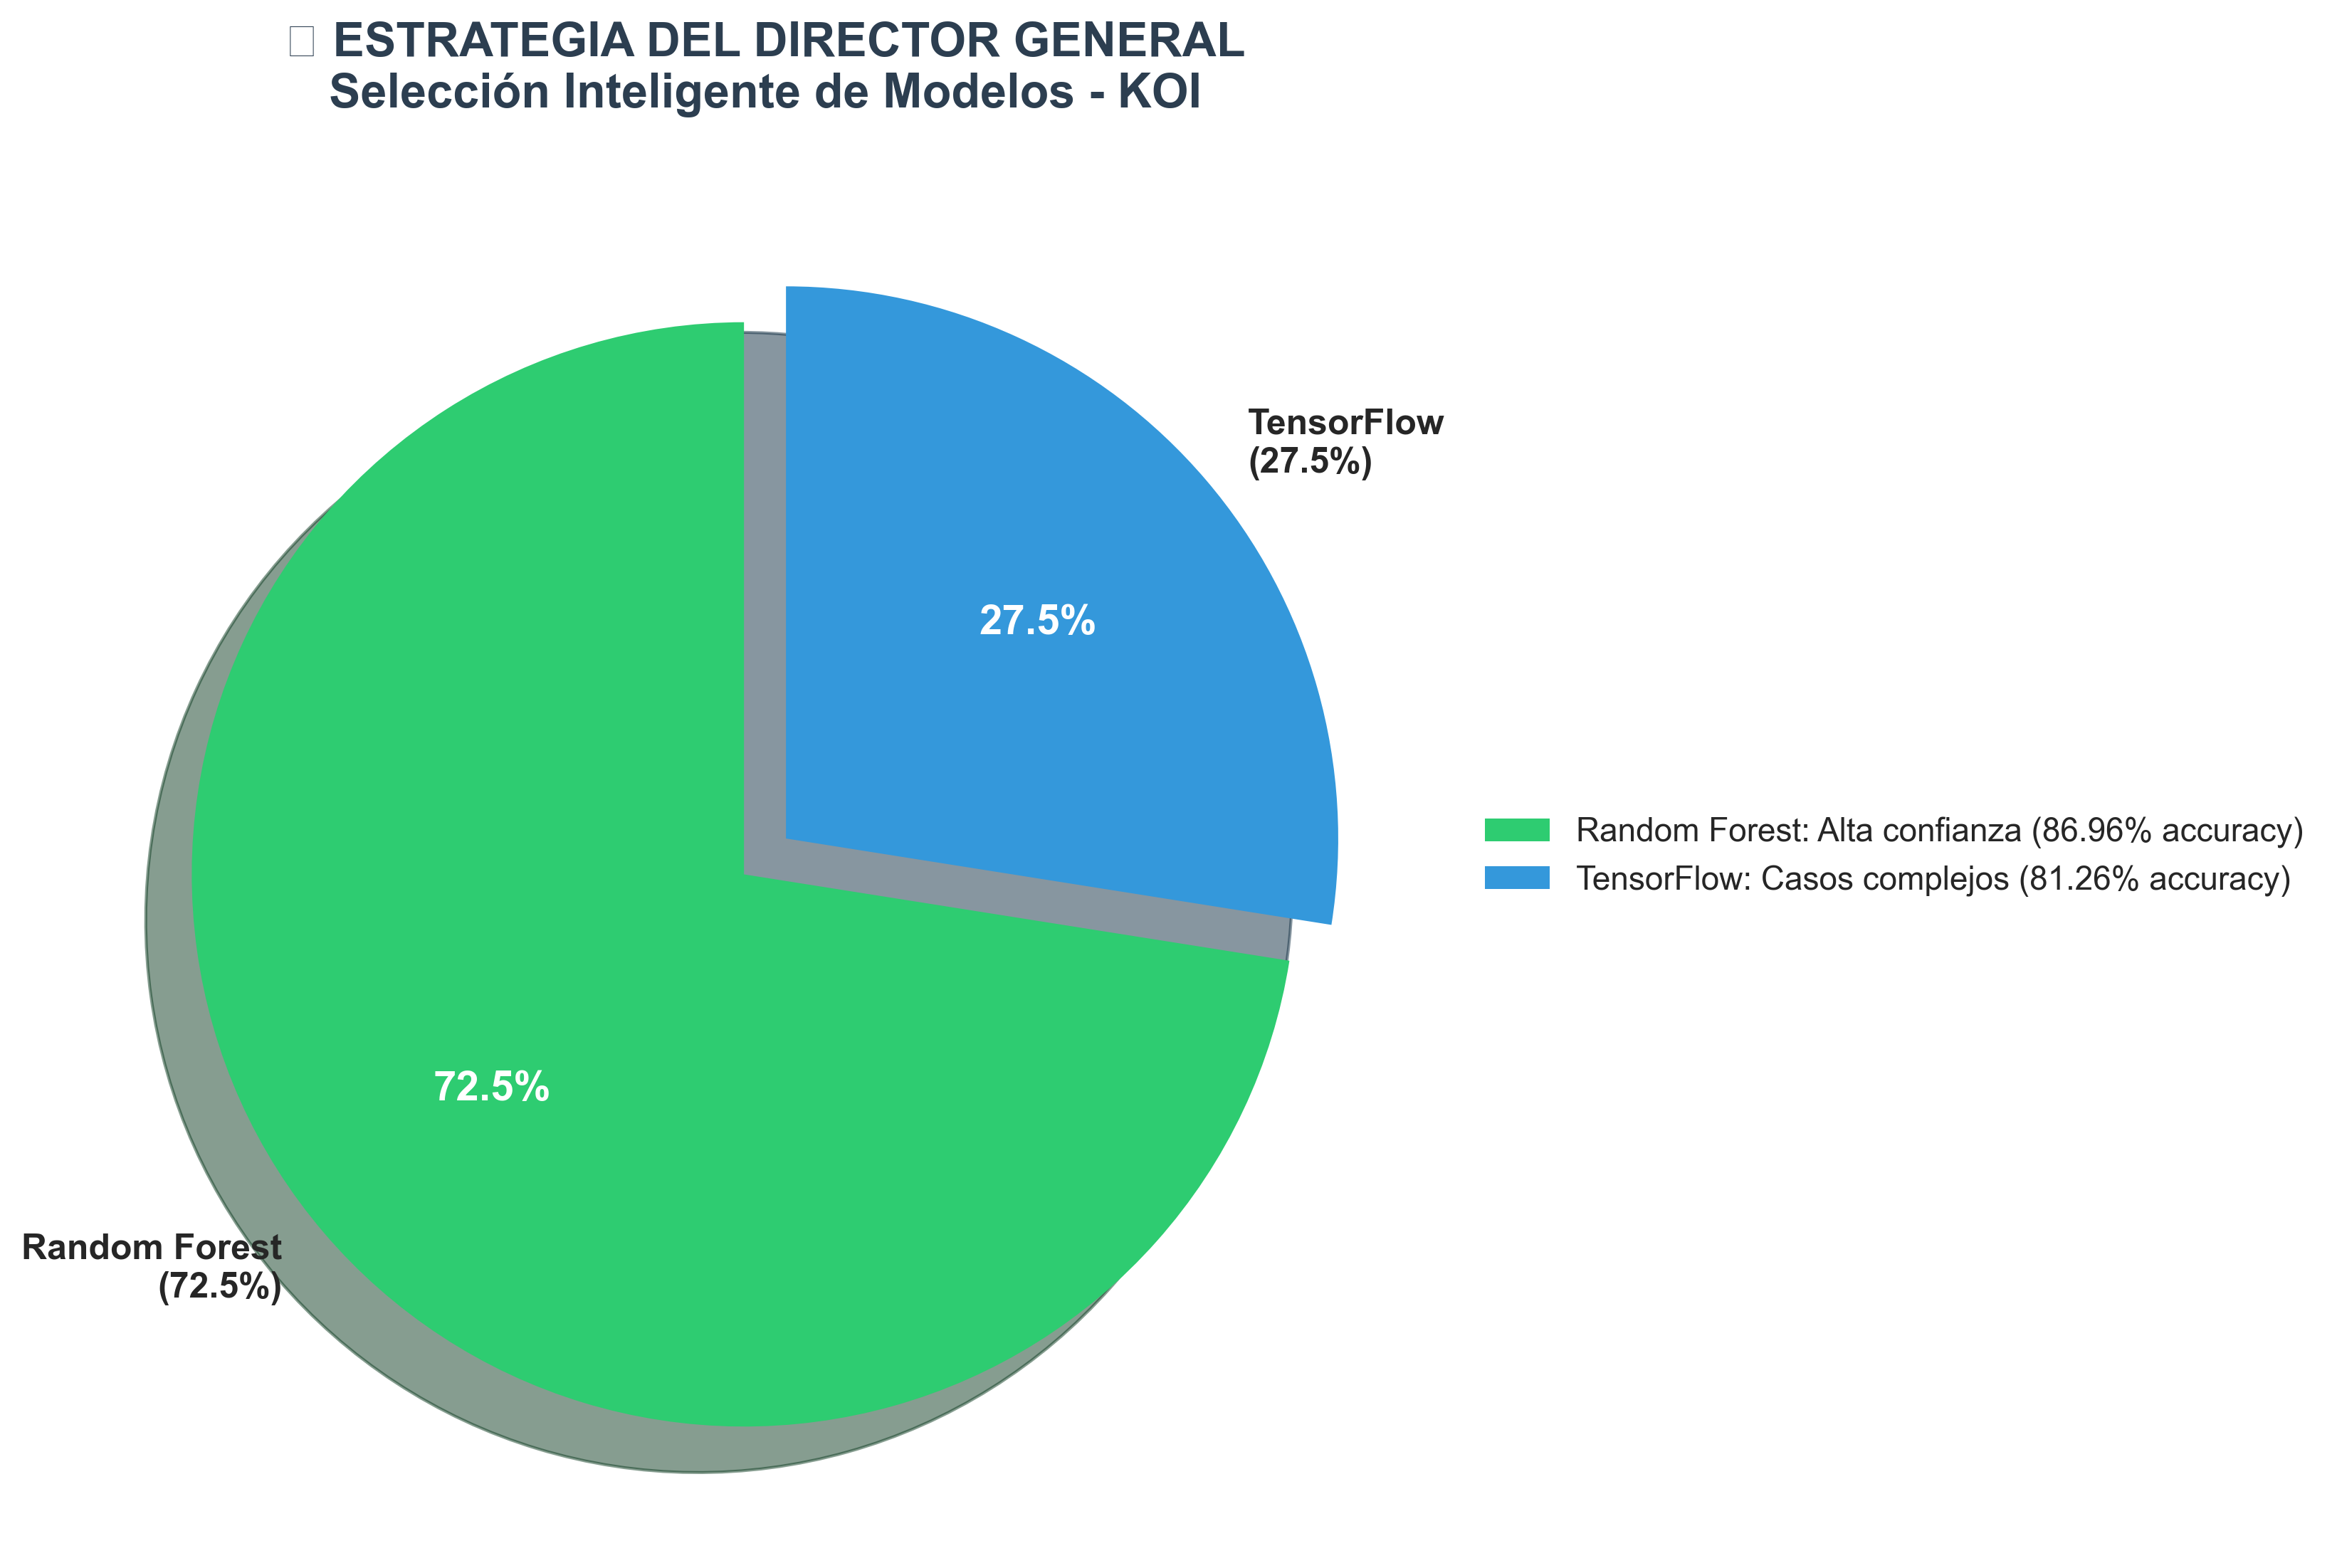 ESTRATEGIA DEL DIRECTOR GENERAL
Selección Inteligente de Modelos - KOI
TensorFlow
(27.5%)
27.5%
Random Forest: Alta confianza (86.96% accuracy)
TensorFlow: Casos complejos (81.26% accuracy)
72.5%
Random Forest
(72.5%)